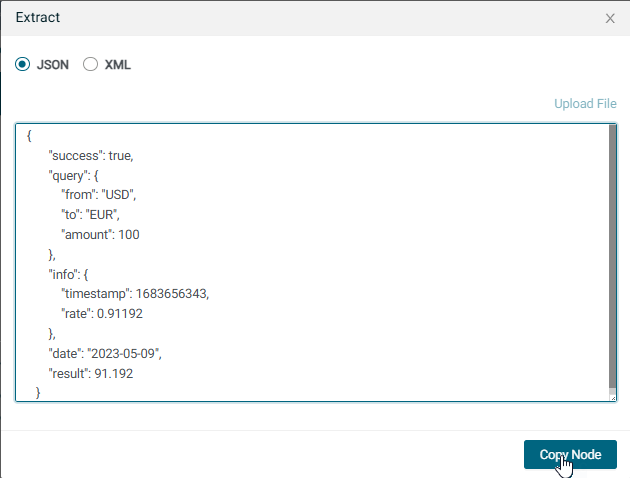 Extract
JSON XML
Upload File
{
"success": true,
"query": {
"from": "USD",
"to": "EUR",
"amount": 100
},
"info": {
"timestamp": 1683656343,
"rate": 0.91192
},
"date": "2023-05-09",
"result": 91.192
}
Copy Node